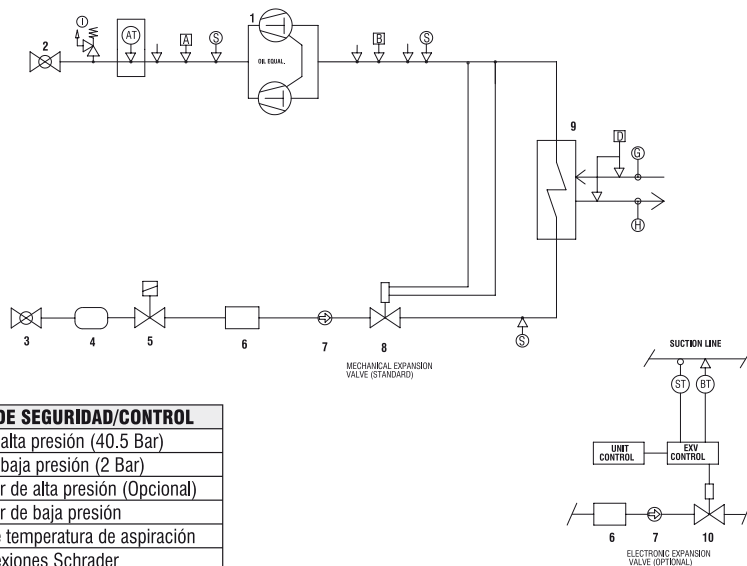 I
1
2
AT
A
S
B
S
OIL EQUAL.
9
D
G
H
3
4
5
6
7
8
S
MECHANICAL EXPANSION
VALVE (STANDARD)
SUCTION LINE
ST
BT
UNIT
CONTROL
EXV
CONTROL
6
7
10
ELECTRONIC EXPANSION
VALVE (OPTIONAL)
DE SEGURIDAD/CONTROL
alta presión (40.5 Bar)
baja presión (2 Bar)
r de alta presión (Opcional)
r de baja presión
e temperatura de aspiración
exiones Schrader